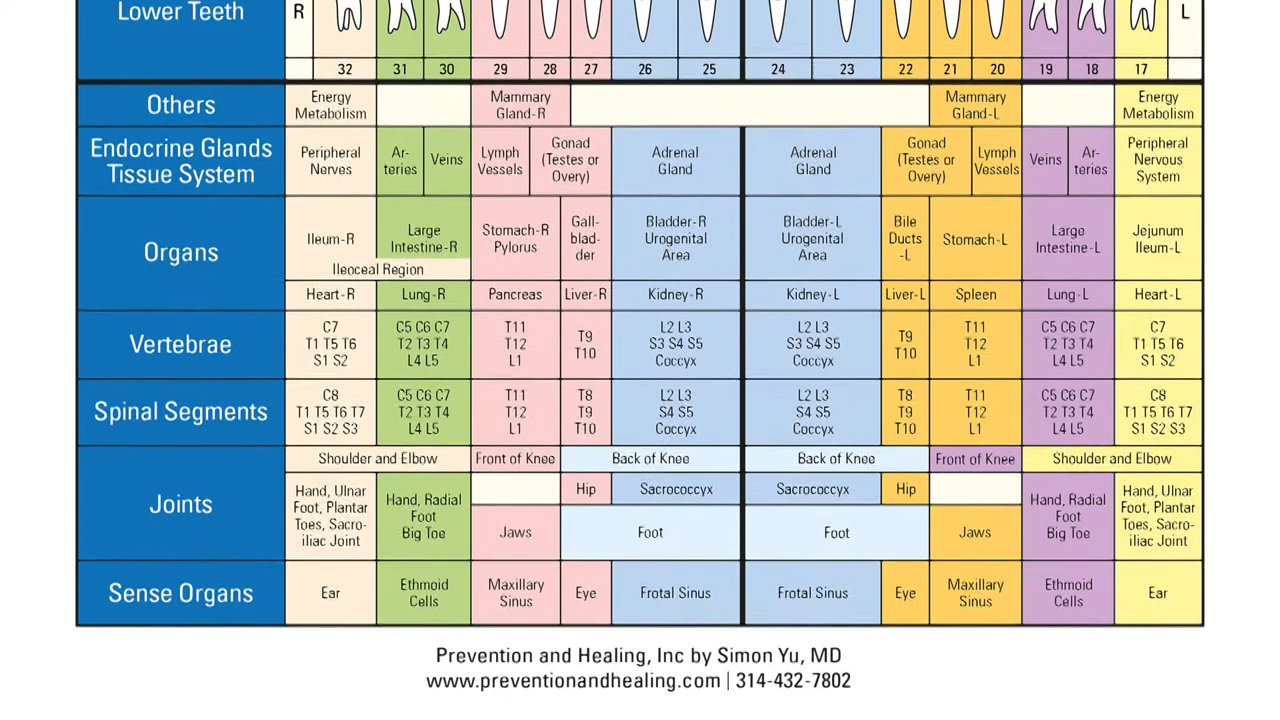 Lower Teeth
R
L
32 31 30 29 28 27 26 25 24 23 22 21 20 19 18 17
Others
Energy
Metabolism
Mammary
Gland-R
Mammary
Gland-L
Energy
Metabolism
Endocrine Glands
Tissue System
Peripheral
Nerves
Ar-
teries
Veins
Lymph
Vessels
Gonad
(Testes or
Overy)
Adrenal
Gland
Adrenal
Gland
Gonad
(Testes or
Overy)
Lymph
Vessels
Veins
Ar-
teries
Peripheral
Nervous
System
Organs
Ileum-R
Large
Intestine-R
Ileoceal Region
Stomach-R
Pylorus
Gall-
blad-
der
Bladder-R
Urogenital
Area
Bladder-L
Urogenital
Area
Bile
Ducts
-L
Stomach-L
Large
Intestine-L
Jejunum
Ileum-L
Heart-R
Lung-R
Pancreas
Liver-R
Kidney-R
Kidney-L
Liver-L
Spleen
Lung-L
Heart-L
Vertebrae
C7
T1 T5 T6
S1 S2
C5 C6 C7
T2 T3 T4
L4 L5
T11
T12
L1
T9
T10
L2 L3
S3 S4 S5
Coccyx
L2 L3
S3 S4 S5
Coccyx
T9
T10
T11
T12
L1
C5 C6 C7
T2 T3 T4
L4 L5
C7
T1 T5 T6
S1 S2
Spinal Segments
C8
T1 T5 T6 T7
S1 S2 S3
C5 C6 C7
T2 T3 T4
L4 L5
T11
T12
L1
T8
T9
T10
L2 L3
S4 S5
Coccyx
L2 L3
S4 S5
Coccyx
T8
T9
T10
T11
T12
L1
C5 C6 C7
T2 T3 T4
L4 L5
C8
T1 T5 T6 T7
S1 S2 S3
Joints
Shoulder and Elbow
Front of Knee
Back of Knee
Back of Knee
Front of Knee
Shoulder and Elbow
Hand, Ulnar
Foot, Plantar
Toes, Sacro-
iliac Joint
Hand, Radial
Foot
Big Toe
Jaws
Hip
Sacrococcyx
Foot
Sacrococcyx
Hip
Foot
Jaws
Hand, Radial
Foot
Big Toe
Hand, Ulnar
Foot, Plantar
Toes, Sacro-
iliac Joint
Sense Organs
Ear
Ethmoid
Cells
Maxillary
Sinus
Eye
Frotal Sinus
Frotal Sinus
Eye
Maxillary
Sinus
Ethmoid
Cells
Ear
Prevention and Healing, Inc by Simon Yu, MD
www.preventionandhealing.com | 314-432-7802